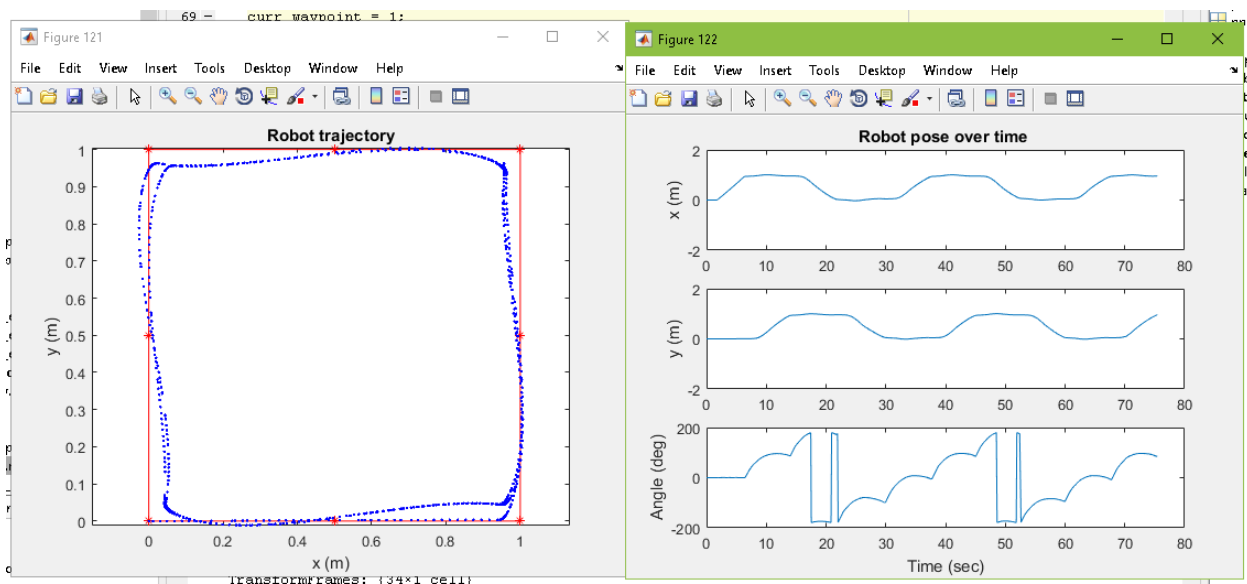 69 –    curr_waypoint = 1;
Figure 121
File Edit View Insert Tools Desktop Window Help
Robot trajectory
1
0.9
0.8
0.7
0.6
0.5
0.4
0.3
0.2
0.1
0
y (m)
0 0.2 0.4 0.6 0.8 1
x (m)
Figure 122
File Edit View Insert Tools Desktop Window Help
Robot pose over time
2
0
-2
x (m)
0 10 20 30 40 50 60 70 80
2
0
-2
y (m)
0 10 20 30 40 50 60 70 80
200
0
-200
Angle (deg)
0 10 20 30 40 50 60 70 80
Time (sec)
TransformFrames: {34×1 cell}